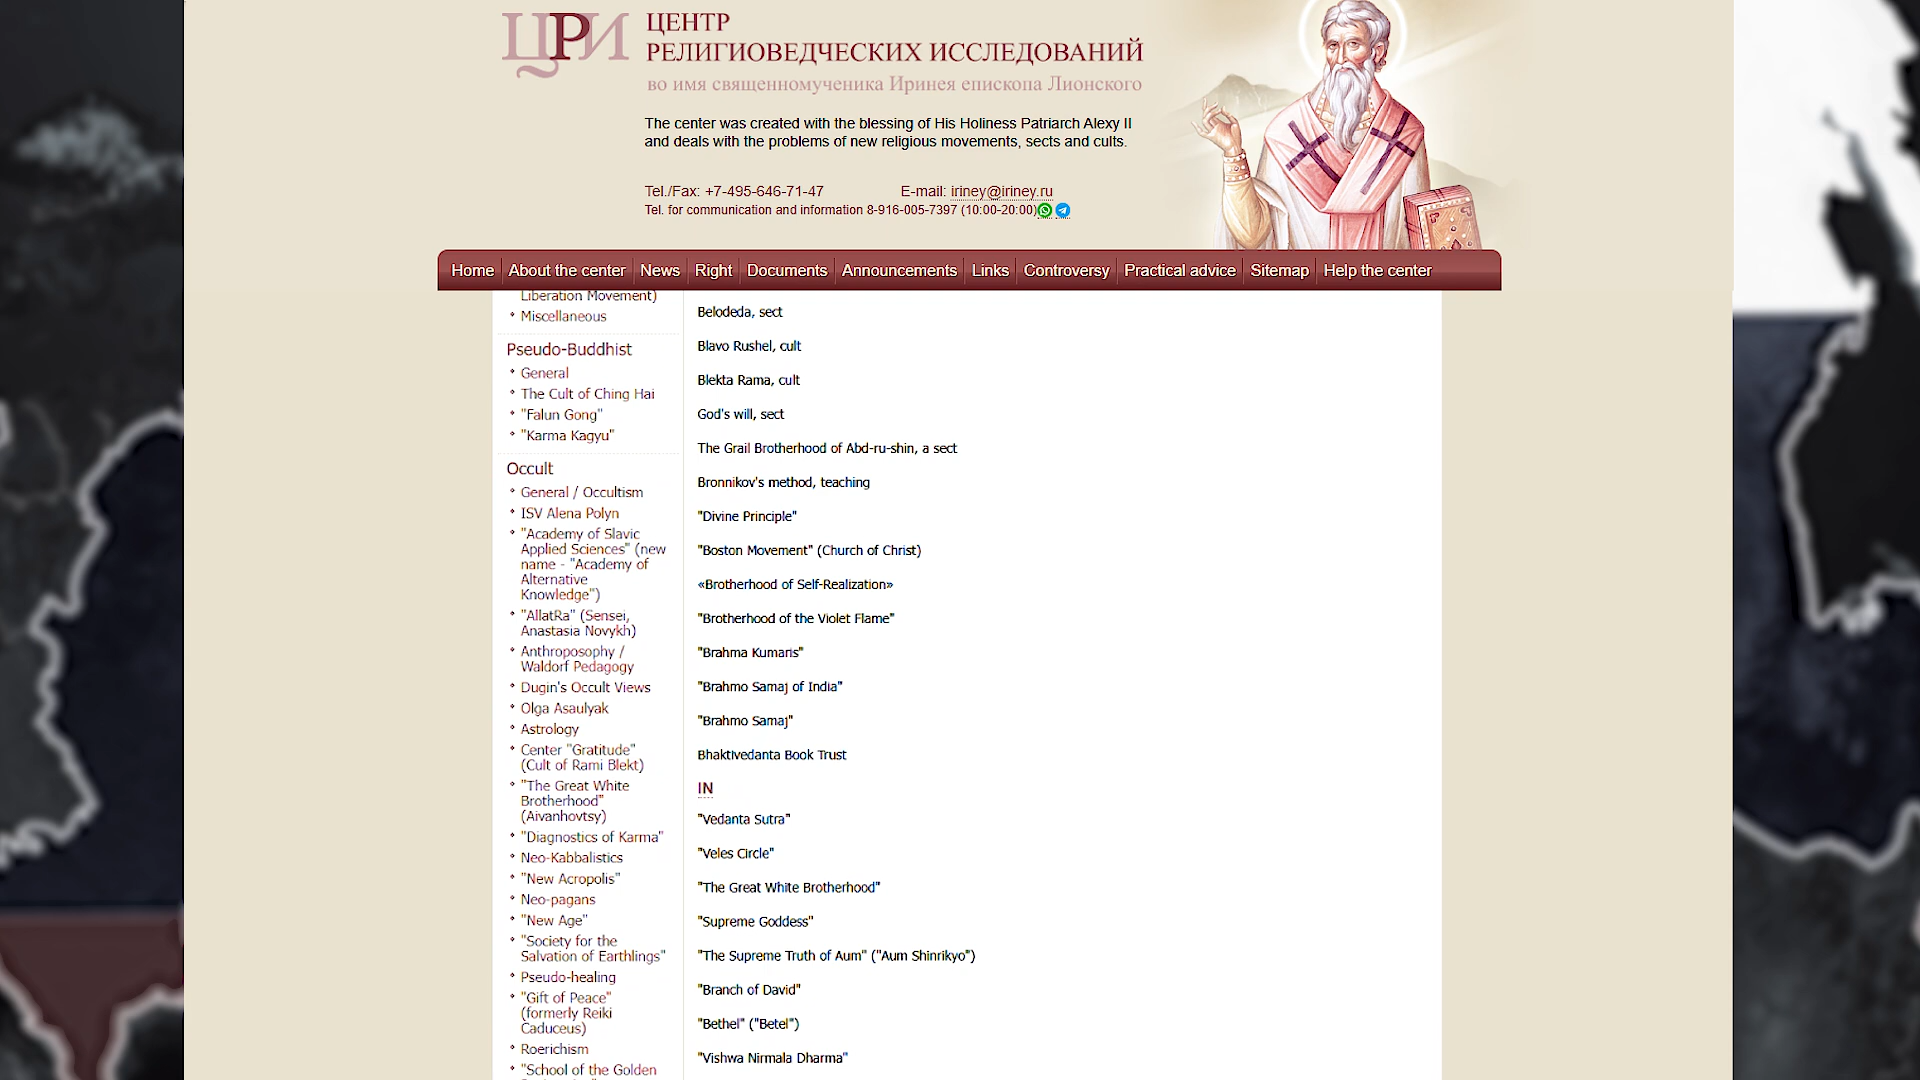 ЦРИ
ЦЕНТР
РЕЛИГИОВЕДЧЕСКИХ ИССЛЕДОВАНИЙ
во имя священномученика Иринея епископа Лионского
The center was created with the blessing of His Holiness Patriarch Alexy II
and deals with the problems of new religious movements, sects and cults.
Tel./Fax: +7-495-646-71-47 E-mail: iriney@iriney.ru
Tel. for communication and information 8-916-005-7397 (10:00-20:00)
Home About the center News Right Documents Announcements Links Controversy Practical advice Sitemap Help the center
Liberation Movement)
Miscellaneous
Pseudo-Buddhist
General
The Cult of Ching Hai
"Falun Gong"
"Karma Kagyu"
Occult
General / Occultism
ISV Alena Polyn
"Academy of Slavic
Applied Sciences" (new
name - "Academy of
Alternative
Knowledge")
"AllatRa" (Sensei,
Anastasia Novykh)
Anthroposophy /
Waldorf Pedagogy
Dugin's Occult Views
Olga Asaulyak
Astrology
Center "Gratitude"
(Cult of Rami Blekt)
"The Great White
Brotherhood"
(Aivanhovtsy)
"Diagnostics of Karma"
Neo-Kabbalistics
"New Acropolis"
Neo-pagans
"New Age"
"Society for the
Salvation of Earthlings"
Pseudo-healing
"Gift of Peace"
(formerly Reiki
Caduceus)
Roerichism
"School of the Golden
Belodeda, sect
Blavo Rushel, cult
Blekta Rama, cult
God's will, sect
The Grail Brotherhood of Abd-ru-shin, a sect
Bronnikov's method, teaching
"Divine Principle"
"Boston Movement" (Church of Christ)
«Brotherhood of Self-Realization»
"Brotherhood of the Violet Flame"
"Brahma Kumaris"
"Brahmo Samaj of India"
"Brahmo Samaj"
Bhaktivedanta Book Trust
IN
"Vedanta Sutra"
"Veles Circle"
"The Great White Brotherhood"
"Supreme Goddess"
"The Supreme Truth of Aum" ("Aum Shinrikyo")
"Branch of David"
"Bethel" ("Betel")
"Vishwa Nirmala Dharma"